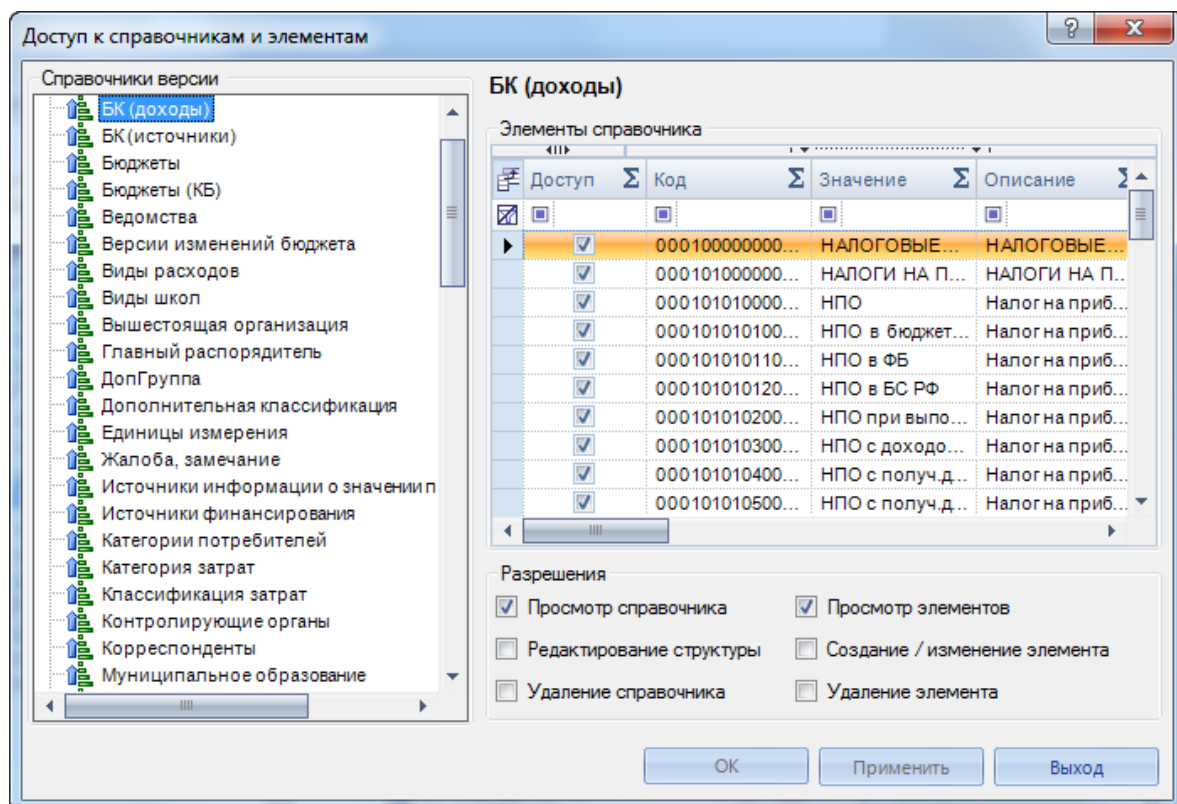 Доступ к справочникам и элементам
Справочники версии
БК (доходы)
БК (источники)
Бюджеты
Бюджеты (КБ)
Ведомства
Версии изменений бюджета
Виды расходов
Виды школ
Вышестоящая организация
Главный распорядитель
ДопГруппа
Дополнительная классификация
Единицы измерения
Жалоба, замечание
Источники информации о значении п
Источники финансирования
Категории потребителей
Категория затрат
Классификация затрат
Контролирующие органы
Корреспонденты
Муниципальное образование
БК (доходы)
Элементы справочника
Доступ Σ Код Σ Значение Σ Описание Σ
000100000000... НАЛОГОВЫЕ... НАЛОГОВЫЕ...
000101000000... НАЛОГИ НА П... НАЛОГИ НА П...
000101010000... НПО Налог на приб...
000101010100... НПО в бюджет... Налог на приб...
000101010110... НПО в ФБ Налог на приб...
000101010120... НПО в БС РФ Налог на приб...
000101010200... НПО при выпо... Налог на приб...
000101010300... НПО с доходо... Налог на приб...
000101010400... НПО с получ.д... Налог на приб...
000101010500... НПО с получ.д... Налог на приб...
Разрешения
Просмотр справочника Просмотр элементов
Редактирование структуры Создание / изменение элемента
Удаление справочника Удаление элемента
ОК Применить Выход